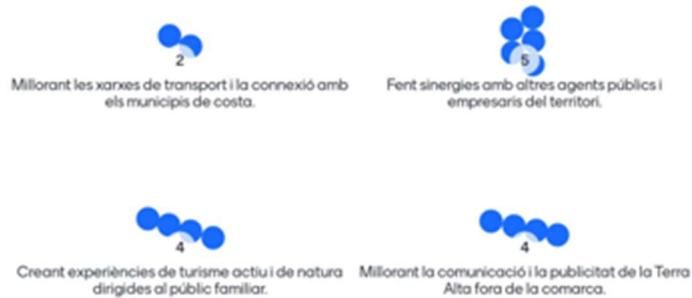 2
Millorant les xarxes de transport i la connexió amb
els municipis de costa.
5
Fent sinergies amb altres agents públics i
empresaris del territori.
4
Creant experiències de turisme actiu i de natura
dirigides al públic familiar.
4
Millorant la comunicació i la publicitat de la Terra
Alta fora de la comarca.